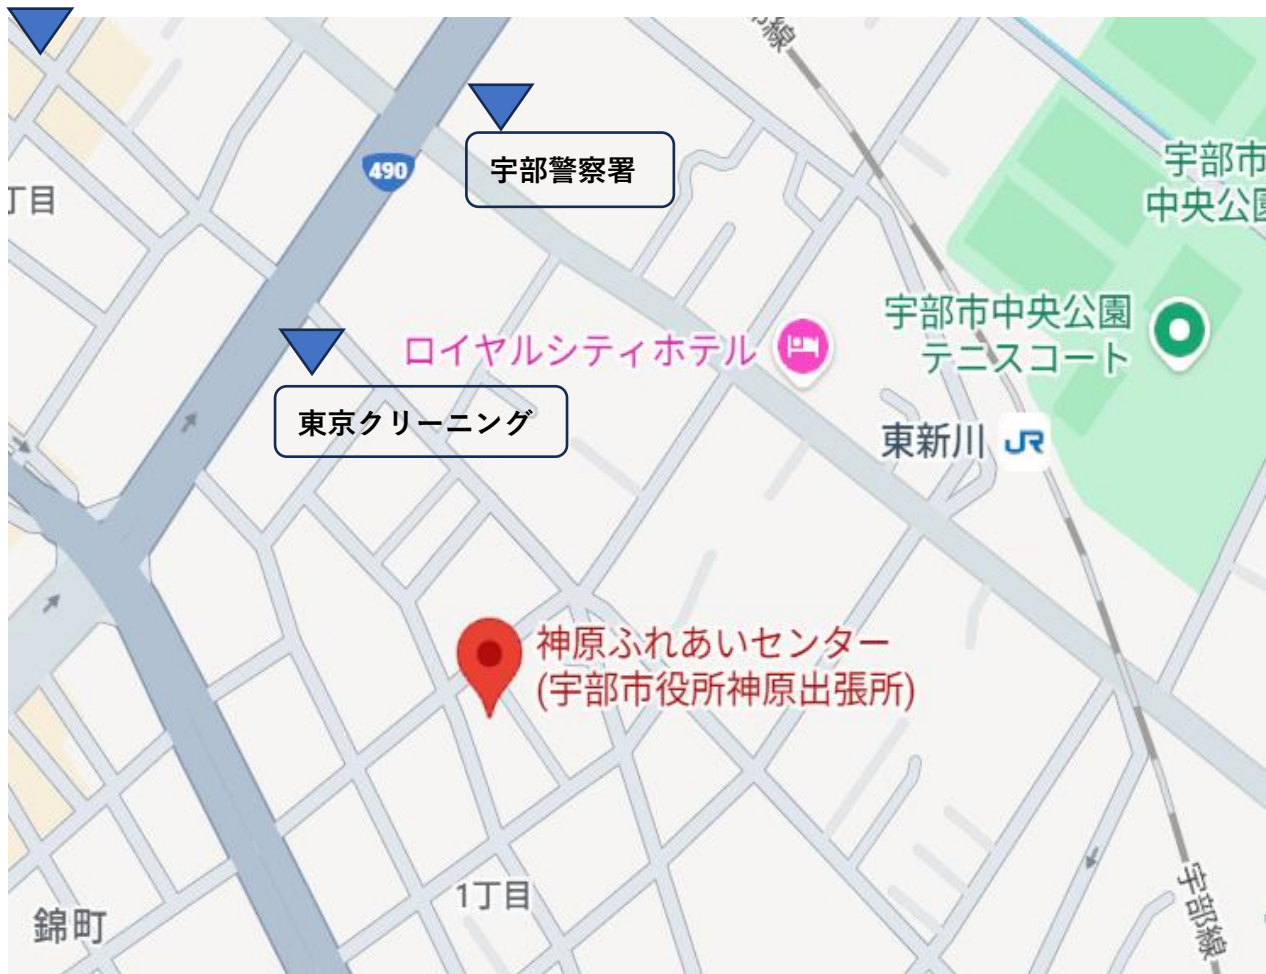 部線
490
宇部警察署
宇部市
中央公園
丁目
宇部市中央公園
テニスコート
ロイヤルシティホテル
東京クリーニング
東新川 JR
神原ふれあいセンター
(宇部市役所神原出張所)
1丁目
錦町
宇部線